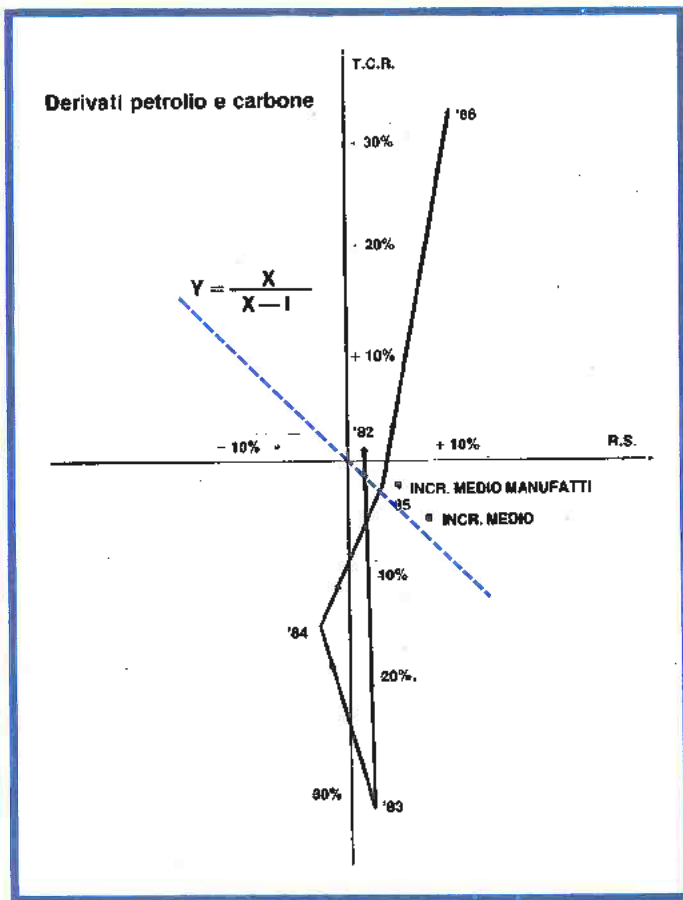 T.C.R.
Derivati petrolio e carbone
'86
+ 30%
20%
Y = X / X — I
+ 10%
'82
– 10%
+ 10%
R.S.
INCR. MEDIO MANUFATTI
'85
INCR. MEDIO
10%
'84
20%
30%
'83